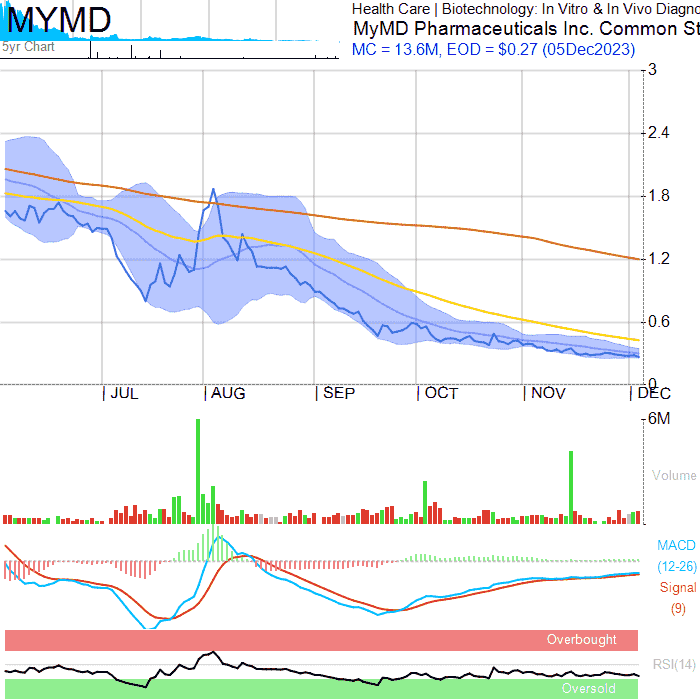 MYMD
Health Care | Biotechnology: In Vitro & In Vivo Diagno
MyMD Pharmaceuticals Inc. Common St
MC = 13.6M, EOD = $0.27 (05Dec2023)
5yr Chart
3
2.4
1.8
1.2
0.6
0
JUL AUG SEP OCT NOV DEC
6M
Volume
MACD
(12-26)
Signal
(9)
Overbought
RSI(14)
Oversold